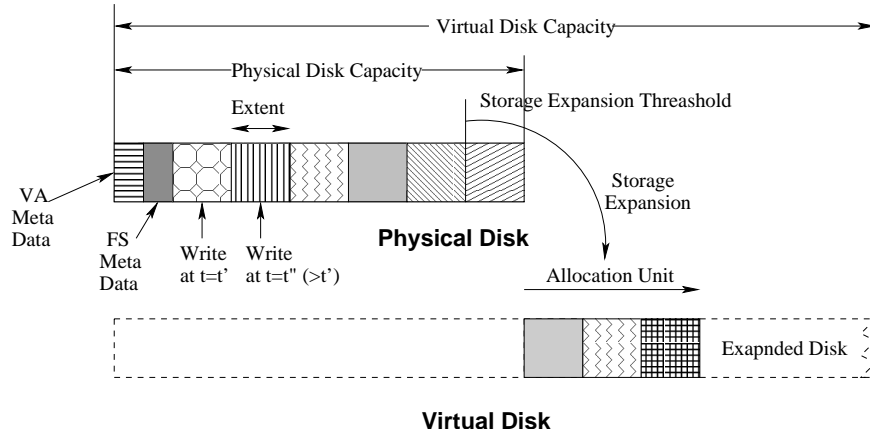 Virtual Disk Capacity
Physical Disk Capacity
Extent
Storage Expansion Threashold
VA
Meta
Data
FS
Meta
Data
Write
at t=t'
Write
at t=t" (>t')
Physical Disk
Storage
Expansion
Allocation Unit
Exapnded Disk
Virtual Disk